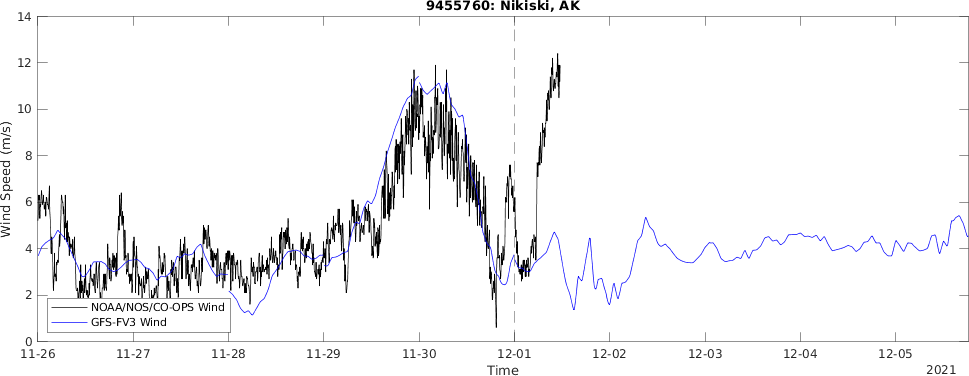 9455760: Nikiski, AK
14
12
10
8
6
4
2
0
Wind Speed (m/s)
NOAA/NOS/CO-OPS Wind
GFS-FV3 Wind
11-26 11-27 11-28 11-29 11-30 12-01 12-02 12-03 12-04 12-05
Time
2021